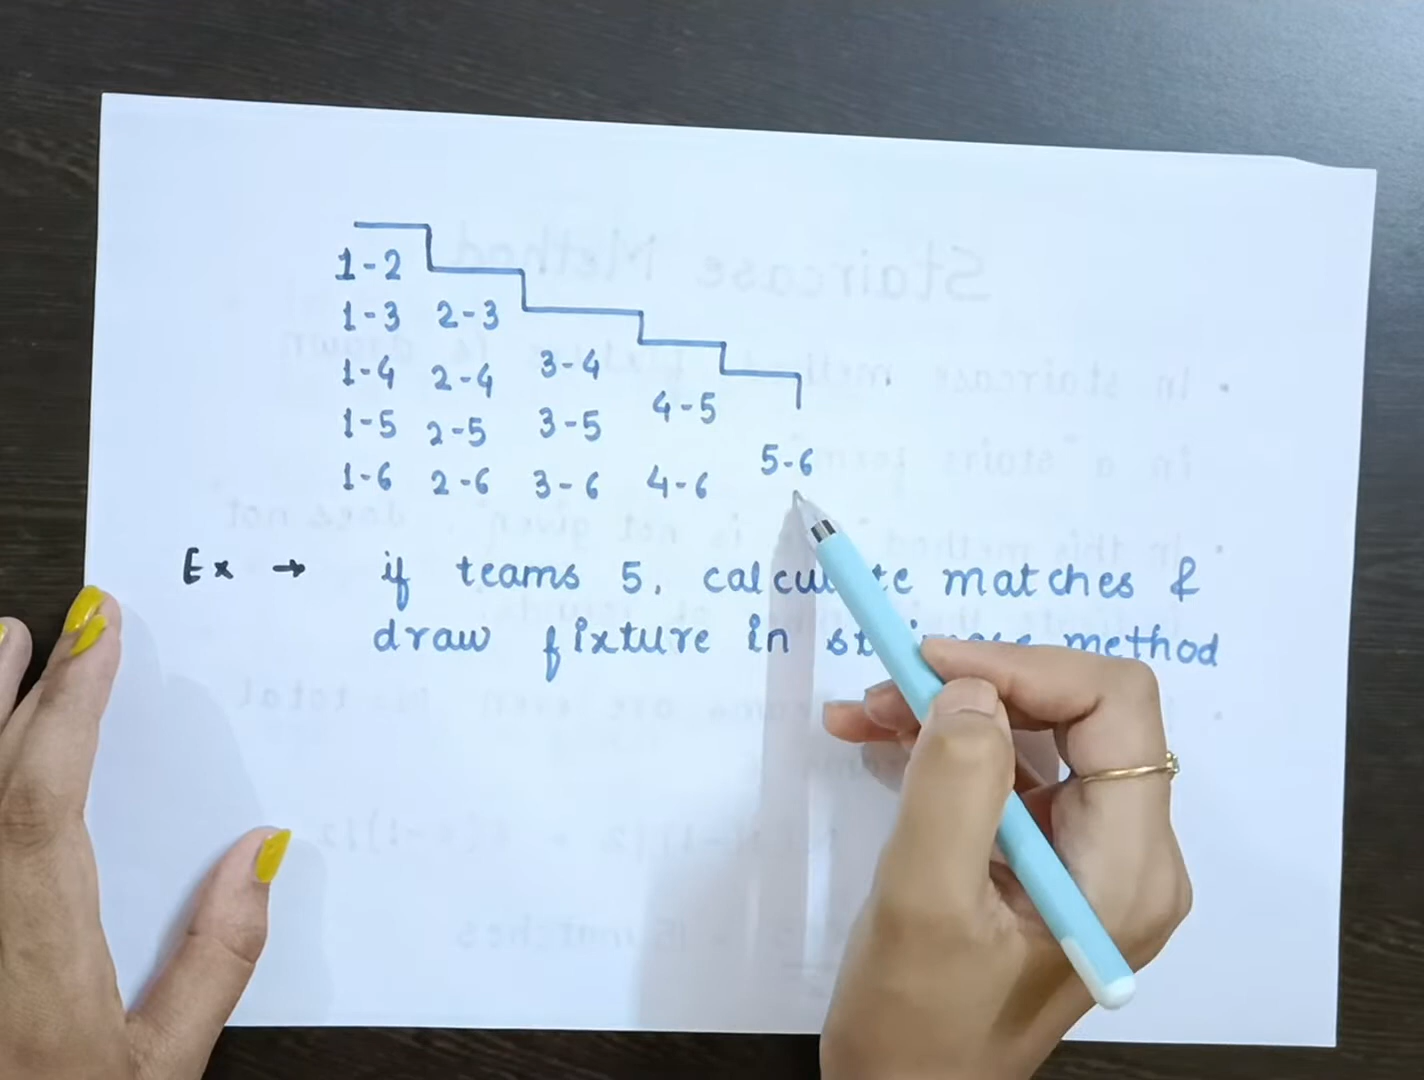 1-2
1-3 2-3
1-4 2-4 3-4
1-5 2-5 3-5 4-5
1-6 2-6 3-6 4-6 5-6
Ex → if teams 5, calculate matches &
draw fixture in method